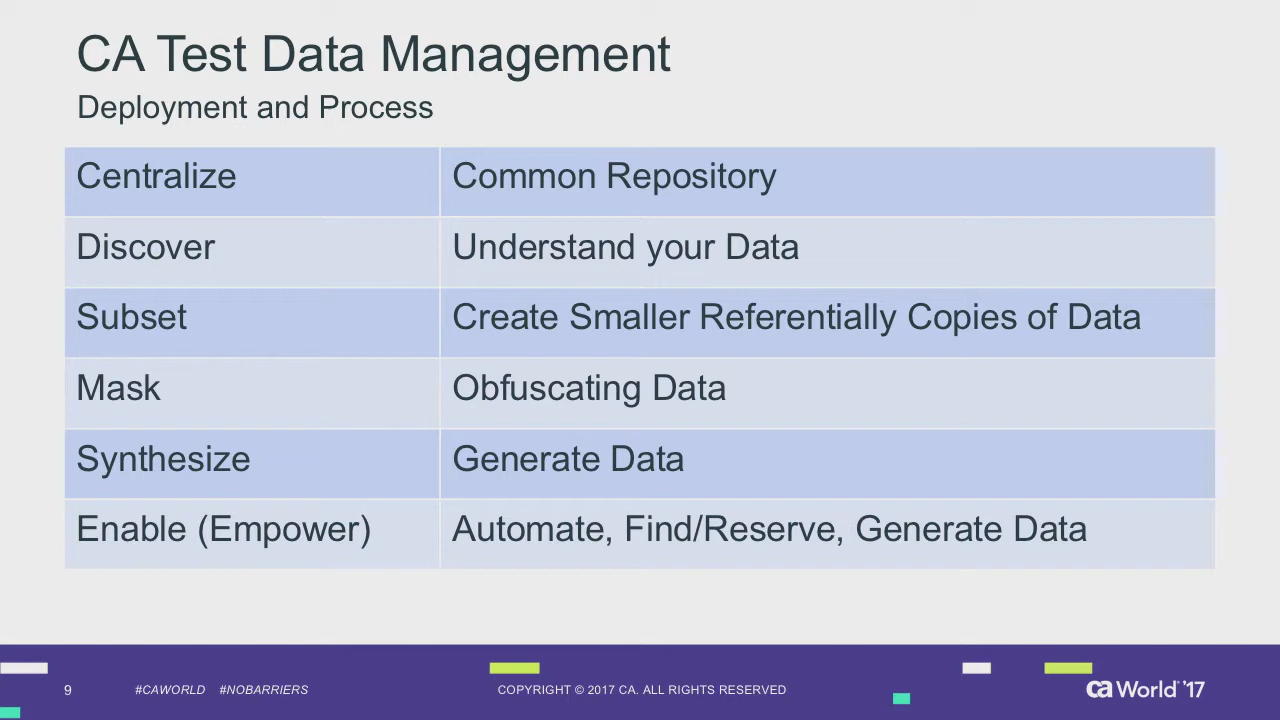 CA Test Data Management
Deployment and Process
Centralize Common Repository
Discover Understand your Data
Subset Create Smaller Referentially Copies of Data
Mask Obfuscating Data
Synthesize Generate Data
Enable (Empower) Automate, Find/Reserve, Generate Data
9 #CAWORLD #NOBARRIERS COPYRIGHT © 2017 CA. ALL RIGHTS RESERVED ca World '17